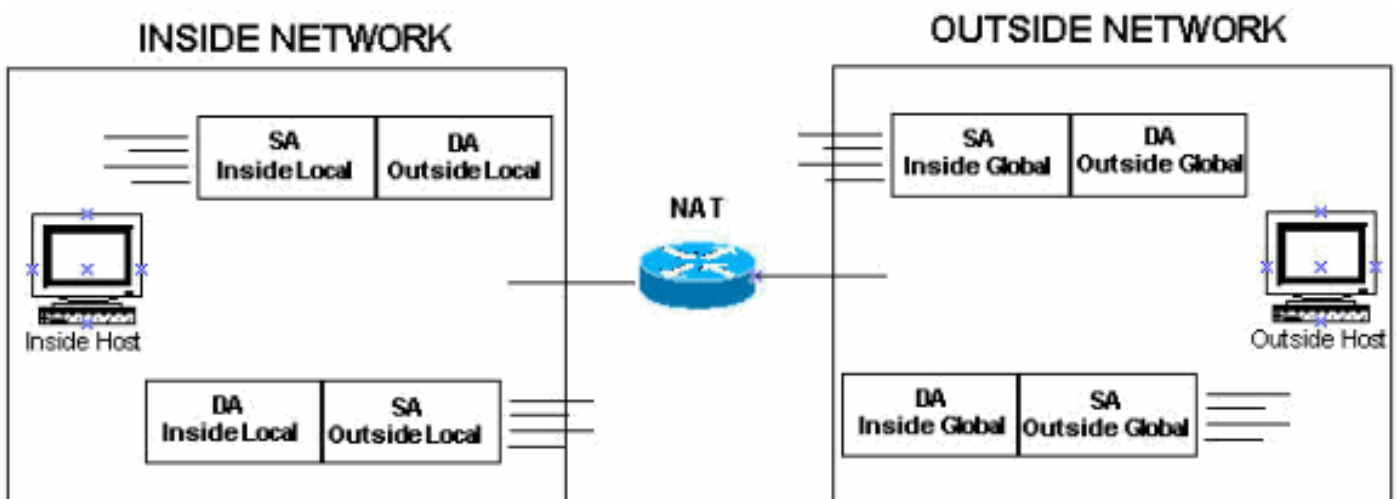 INSIDE NETWORK
OUTSIDE NETWORK
SA
Inside Local
DA
Outside Local
SA
Inside Global
DA
Outside Global
NAT
Inside Host
Outside Host
DA
Inside Local
SA
Outside Local
DA
Inside Global
SA
Outside Global